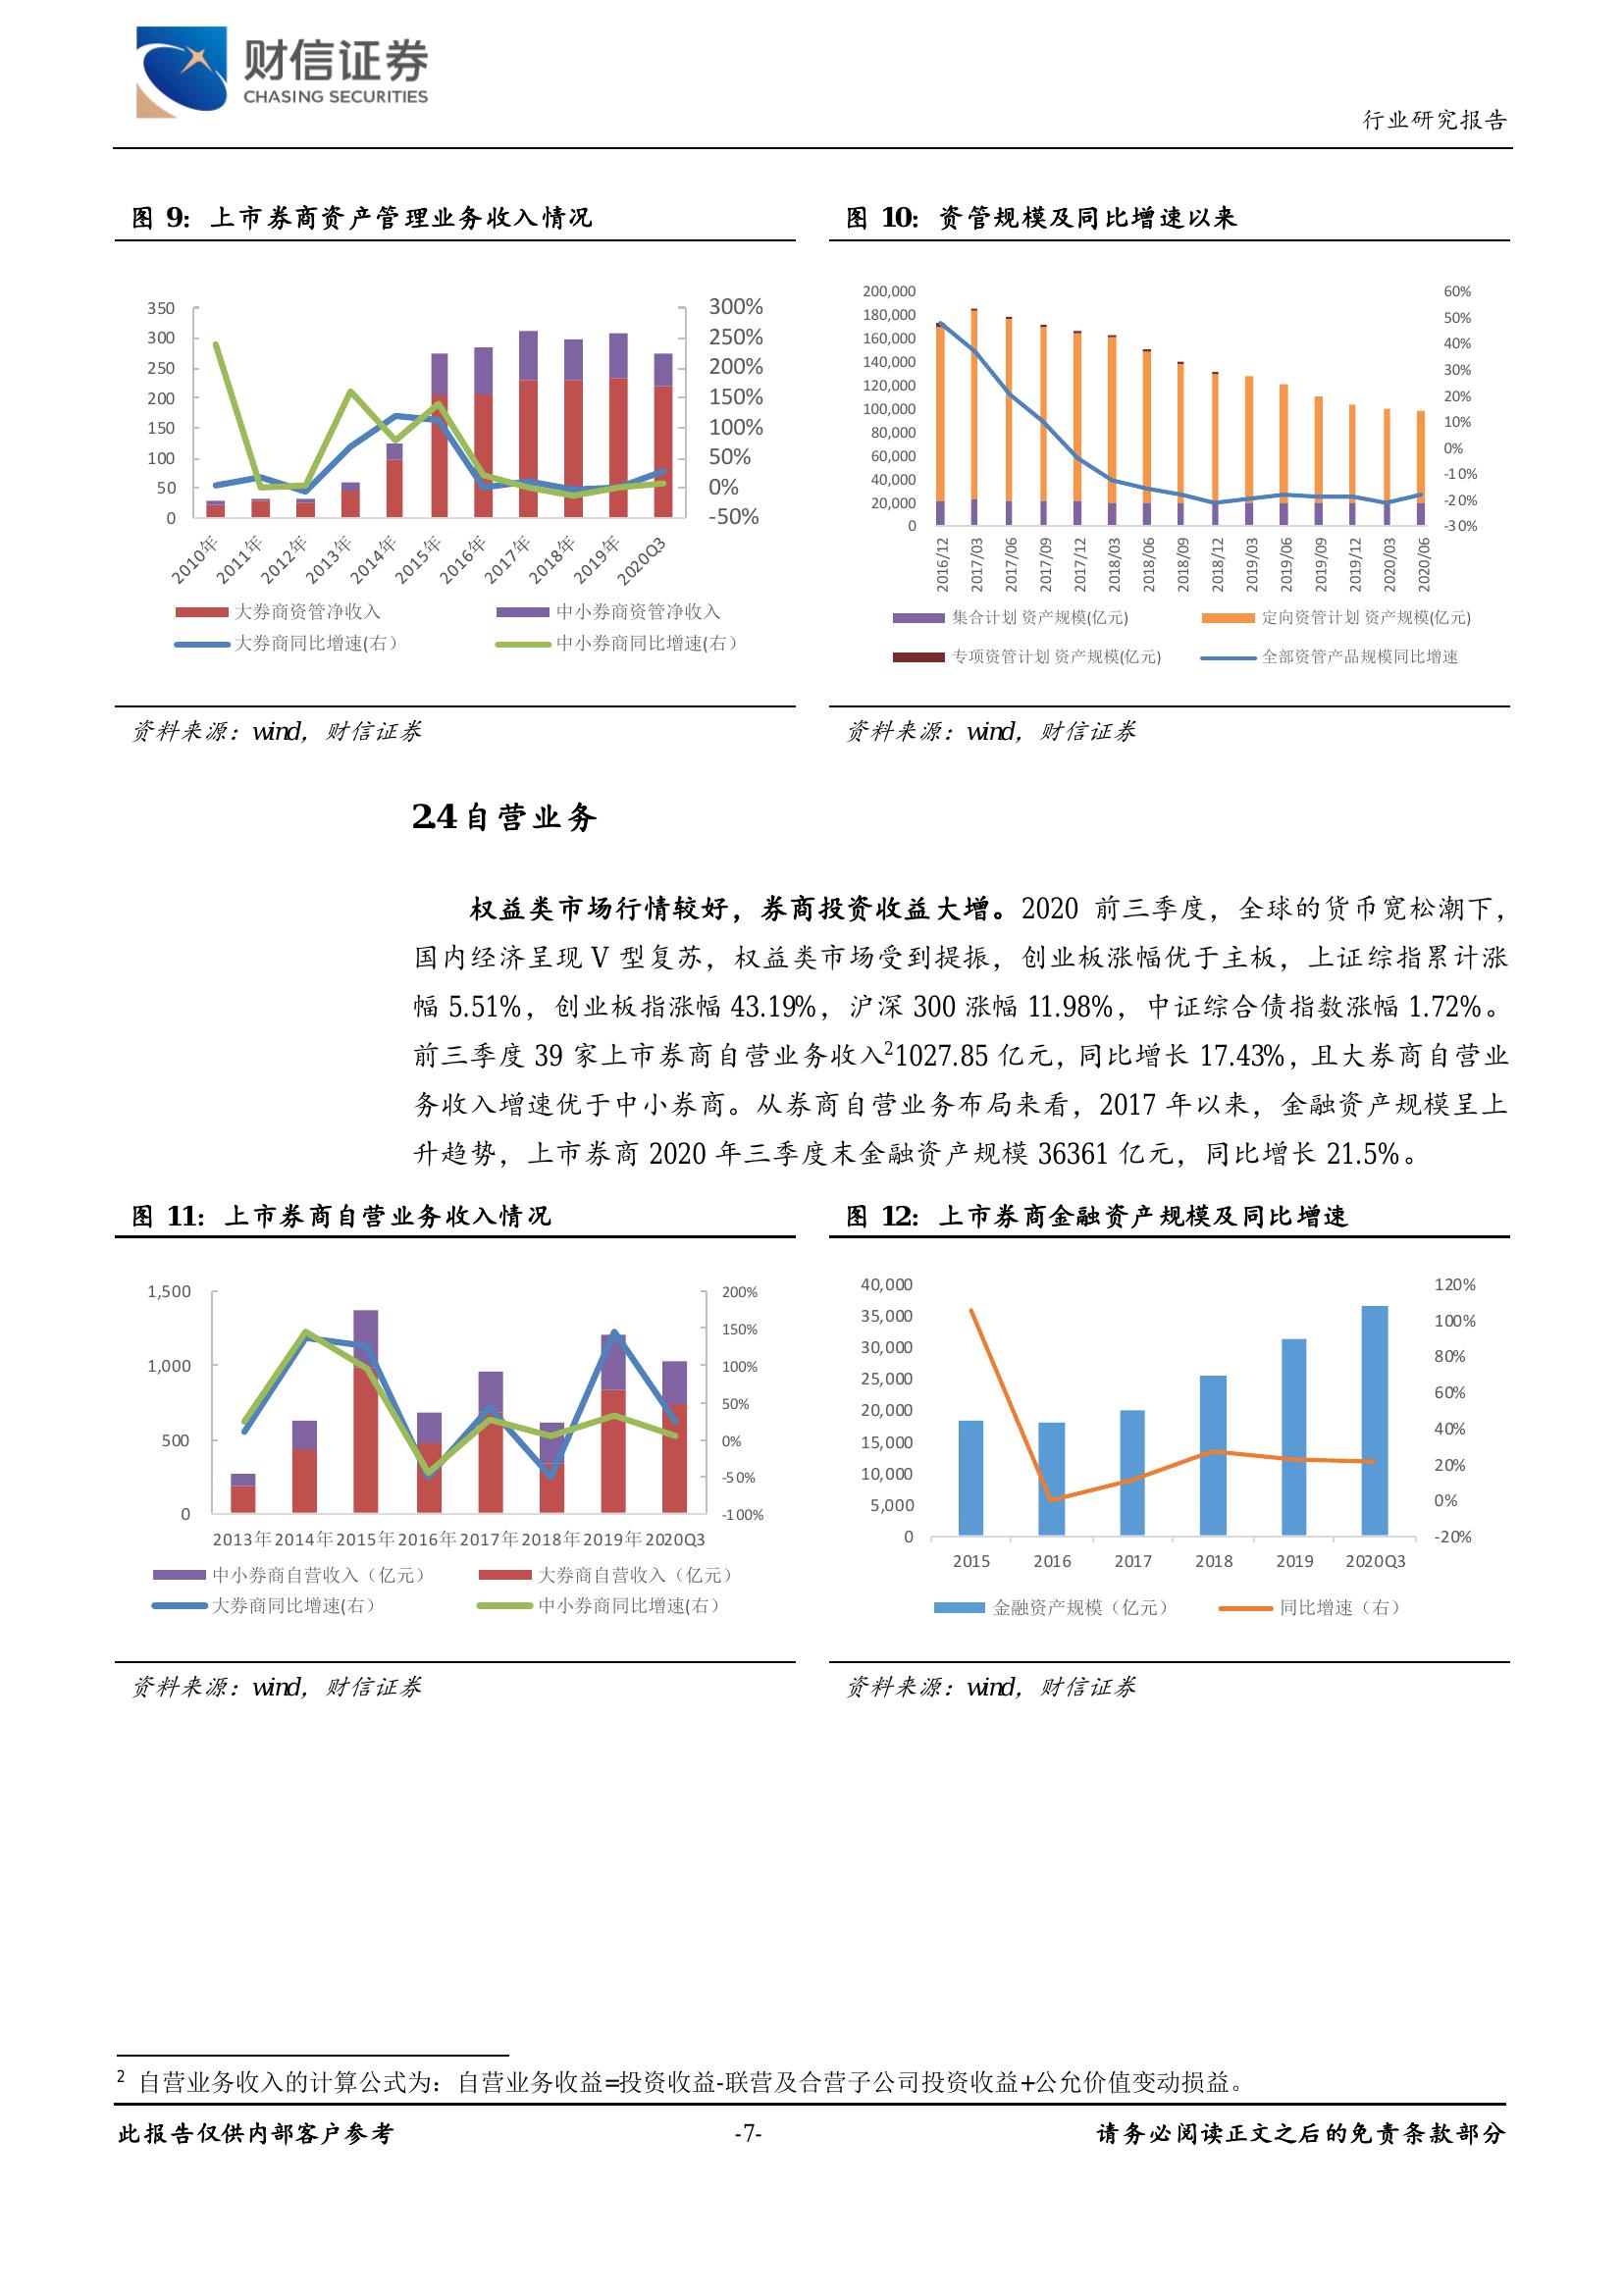 财信证券
CHASING SECURITIES
行业研究报告
图 9：上市券商资产管理业务收入情况
350
300
250
200
150
100
50
0
300%
250%
200%
150%
100%
50%
0%
-50%
2010年 2011年 2012年 2013年 2014年 2015年 2016年 2017年 2018年 2019年 2020Q3
大券商资管净收入 中小券商资管净收入
大券商同比增速(右） 中小券商同比增速(右）
资料来源：wind，财信证券
图 10：资管规模及同比增速以来
200,000
180,000
160,000
140,000
120,000
100,000
80,000
60,000
40,000
20,000
0
60%
50%
40%
30%
20%
10%
0%
-10%
-20%
-30%
2016/12 2017/03 2017/06 2017/09 2017/12 2018/03 2018/06 2018/09 2018/12 2019/03 2019/06 2019/09 2019/12 2020/03 2020/06
集合计划 资产规模(亿元) 定向资管计划 资产规模(亿元)
专项资管计划 资产规模(亿元) 全部资管产品规模同比增速
资料来源：wind，财信证券
2.4 自营业务
权益类市场行情较好，券商投资收益大增。2020 前三季度，全球的货币宽松潮下，
国内经济呈现 V 型复苏，权益类市场受到提振，创业板涨幅优于主板，上证综指累计涨
幅 5.51%，创业板指涨幅 43.19%，沪深 300 涨幅 11.98%，中证综合债指数涨幅 1.72%。
前三季度 39 家上市券商自营业务收入²1027.85 亿元，同比增长 17.43%，且大券商自营业
务收入增速优于中小券商。从券商自营业务布局来看，2017 年以来，金融资产规模呈上
升趋势，上市券商 2020 年三季度末金融资产规模 36361 亿元，同比增长 21.5%。
图 11：上市券商自营业务收入情况
1,500
1,000
500
0
200%
150%
100%
50%
0%
-50%
-100%
2013年 2014年 2015年 2016年 2017年 2018年 2019年 2020Q3
中小券商自营收入（亿元） 大券商自营收入（亿元）
大券商同比增速(右） 中小券商同比增速(右）
资料来源：wind，财信证券
图 12：上市券商金融资产规模及同比增速
40,000
35,000
30,000
25,000
20,000
15,000
10,000
5,000
0
120%
100%
80%
60%
40%
20%
0%
-20%
2015 2016 2017 2018 2019 2020Q3
金融资产规模（亿元） 同比增速（右）
资料来源：wind，财信证券
² 自营业务收入的计算公式为：自营业务收益=投资收益-联营及合营子公司投资收益+公允价值变动损益。
此报告仅供内部客户参考 -7- 请务必阅读正文之后的免责条款部分